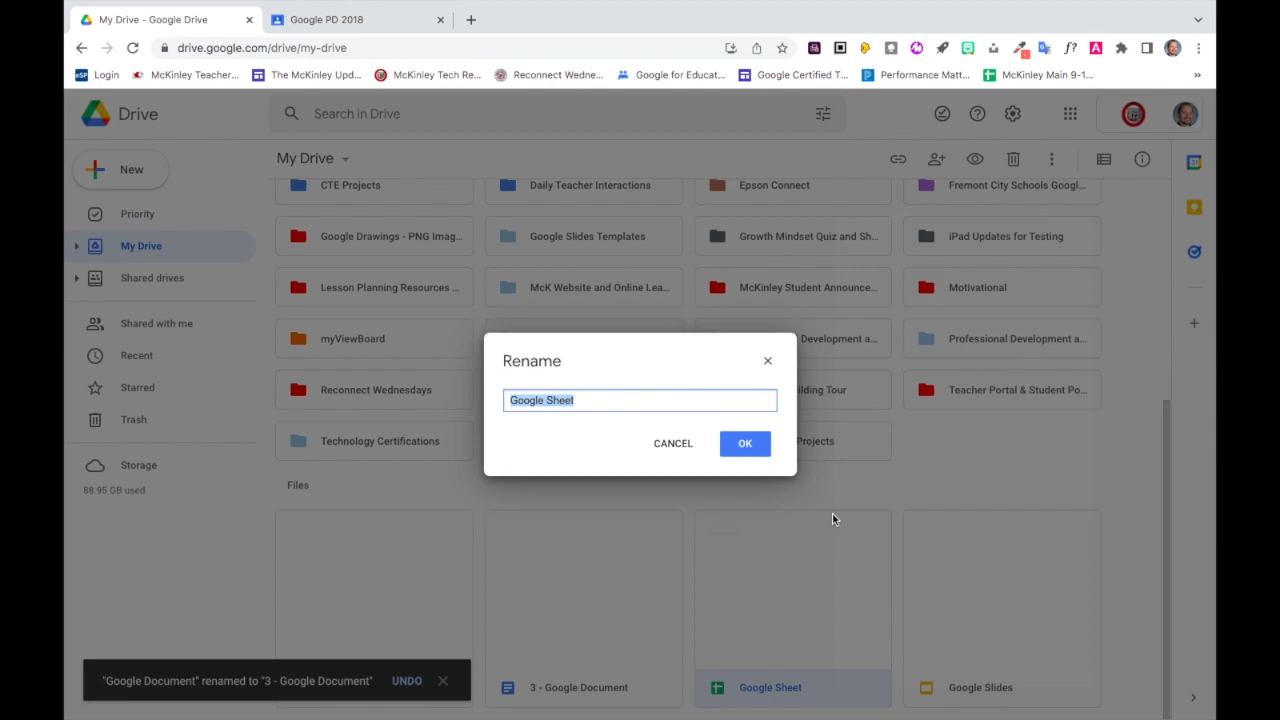 My Drive - Google Drive
Google PD 2018
drive.google.com/drive/my-drive
Login
McKinley Teacher...
The McKinley Upd...
McKinley Tech Re...
Reconnect Wedne...
Google for Educat...
Google Certified T...
Performance Matt...
McKinley Main 9-1...
Drive
Search in Drive
New
My Drive
Priority
My Drive
Shared drives
Shared with me
Recent
Starred
Trash
Storage
88.95 GB used
CTE Projects
Daily Teacher Interactions
Epson Connect
Fremont City Schools Googl...
Google Drawings - PNG Imag...
Google Slides Templates
Growth Mindset Quiz and Sh...
iPad Updates for Testing
Lesson Planning Resources ...
McK Website and Online Lea...
McKinley Student Announce...
Motivational
myViewBoard
Development a...
Professional Development a...
Reconnect Wednesdays
ilding Tour
Teacher Portal & Student Po...
Technology Certifications
Projects
Rename
Google Sheet
CANCEL
OK
Files
3 - Google Document
Google Sheet
Google Slides
"Google Document" renamed to "3 - Google Document"
UNDO